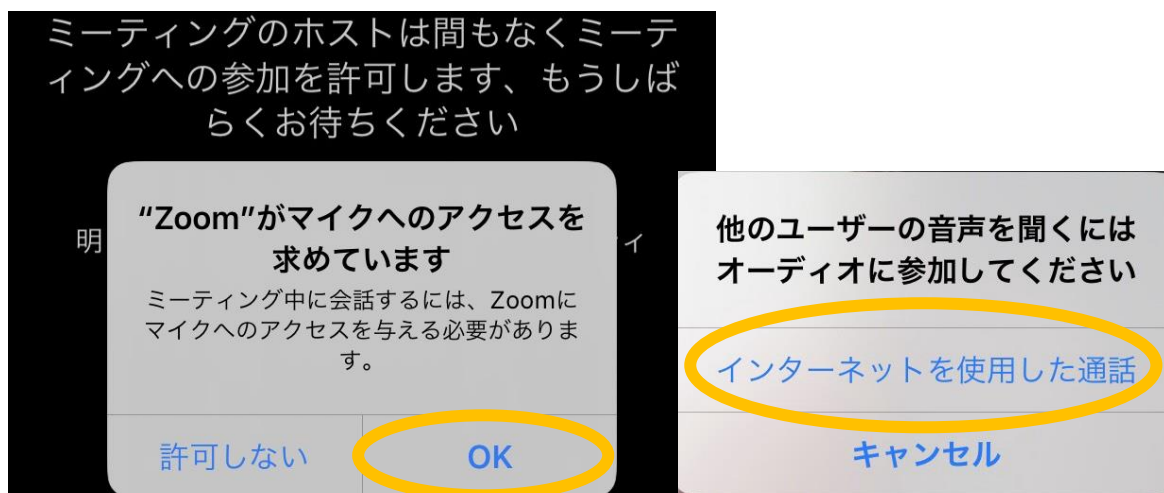 ミーティングのホストは間もなくミーテ
ィングへの参加を許可します、もうしば
らくお待ちください
明
ィ
“Zoom”がマイクへのアクセスを
求めています
ミーティング中に会話するには、Zoomに
マイクへのアクセスを与える必要がありま
す。
許可しない
OK
他のユーザーの音声を聞くには
オーディオに参加してください
インターネットを使用した通話
キャンセル